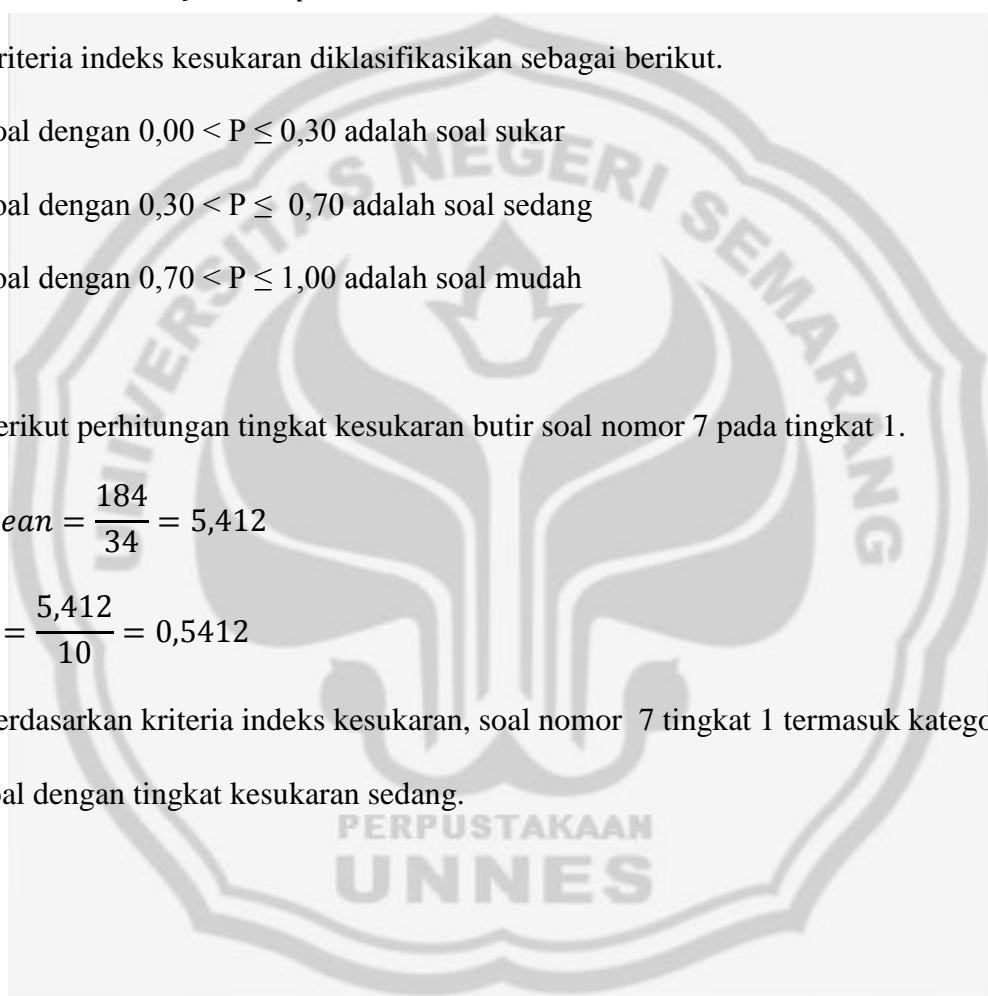 riteria indeks kesukaran diklasifikasikan sebagai berikut.
oal dengan 0,00 < P ≤ 0,30 adalah soal sukar
oal dengan 0,30 < P ≤ 0,70 adalah soal sedang
oal dengan 0,70 < P ≤ 1,00 adalah soal mudah
erikut perhitungan tingkat kesukaran butir soal nomor 7 pada tingkat 1.
ean = 184/34 = 5,412
= 5,412/10 = 0,5412
erdasarkan kriteria indeks kesukaran, soal nomor 7 tingkat 1 termasuk katego
oal dengan tingkat kesukaran sedang.
UNIVERSITAS NEGERI SEMARANG
PERPUSTAKAAN
UNNES